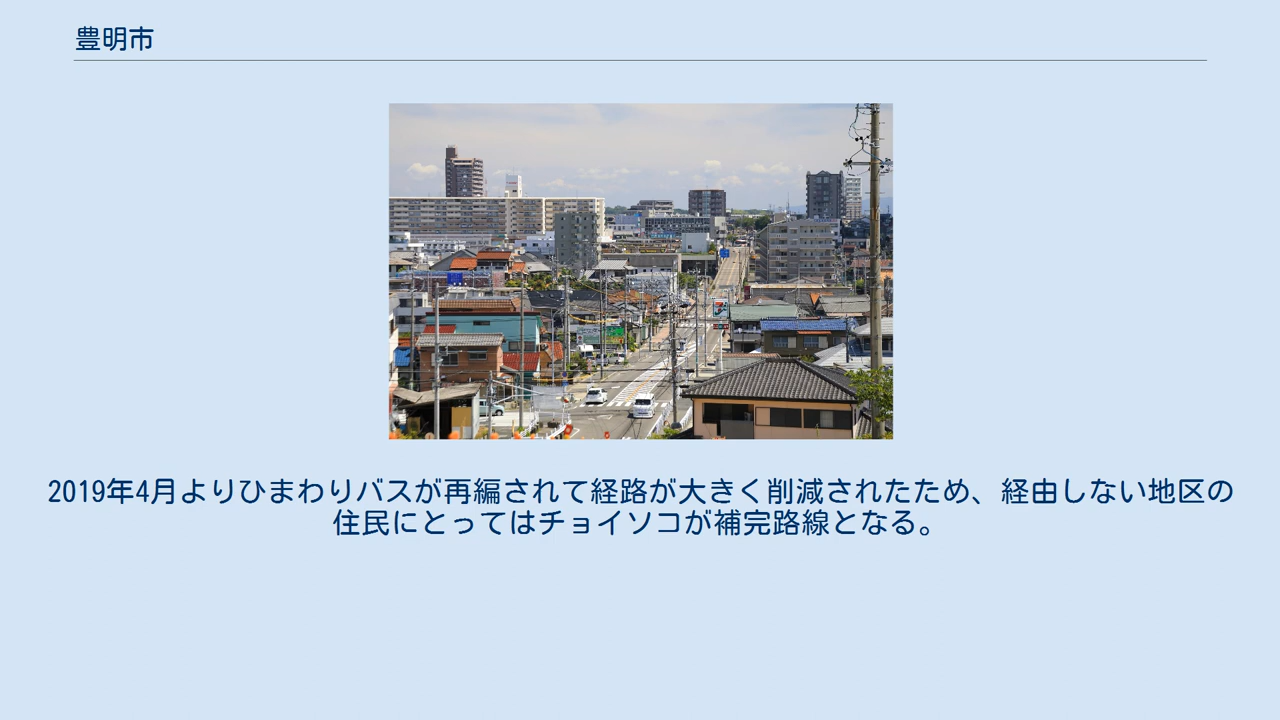 豊明市
2019年4月よりひまわりバスが再編されて経路が大きく削減されたため、経由しない地区の
住民にとってはチョイソコが補完路線となる。